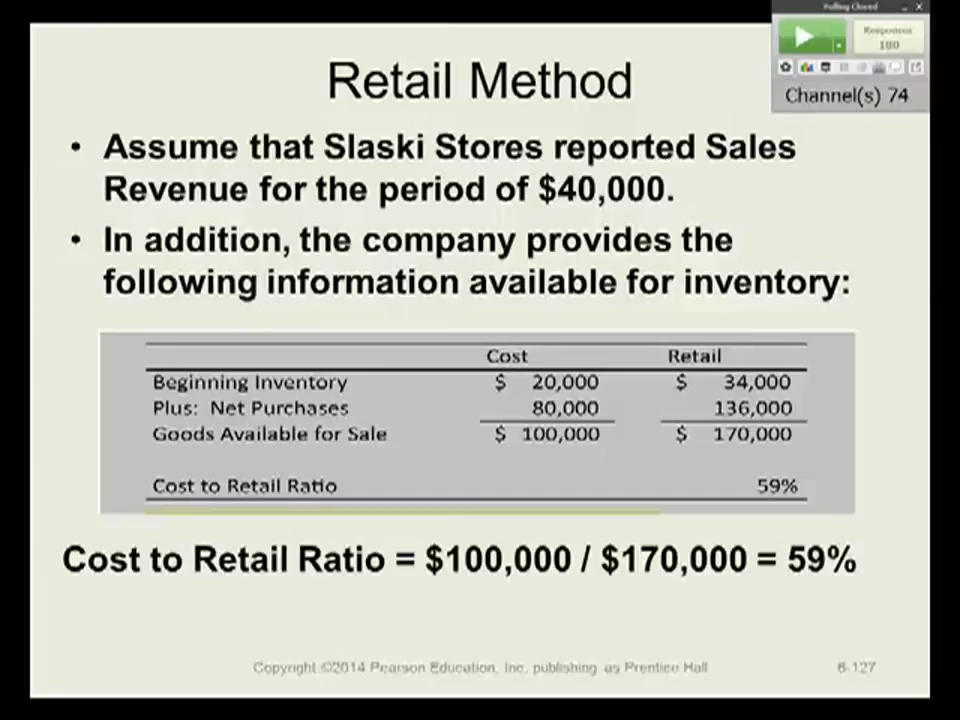 Polling Closed
Responses
180
Channel(s) 74
Retail Method
• Assume that Slaski Stores reported Sales
Revenue for the period of $40,000.
• In addition, the company provides the
following information available for inventory:
Cost Retail
Beginning Inventory $ 20,000 $ 34,000
Plus: Net Purchases 80,000 136,000
Goods Available for Sale $ 100,000 $ 170,000
Cost to Retail Ratio 59%
Cost to Retail Ratio = $100,000 / $170,000 = 59%
Copyright ©2014 Pearson Education, Inc. publishing as Prentice Hall 6-127